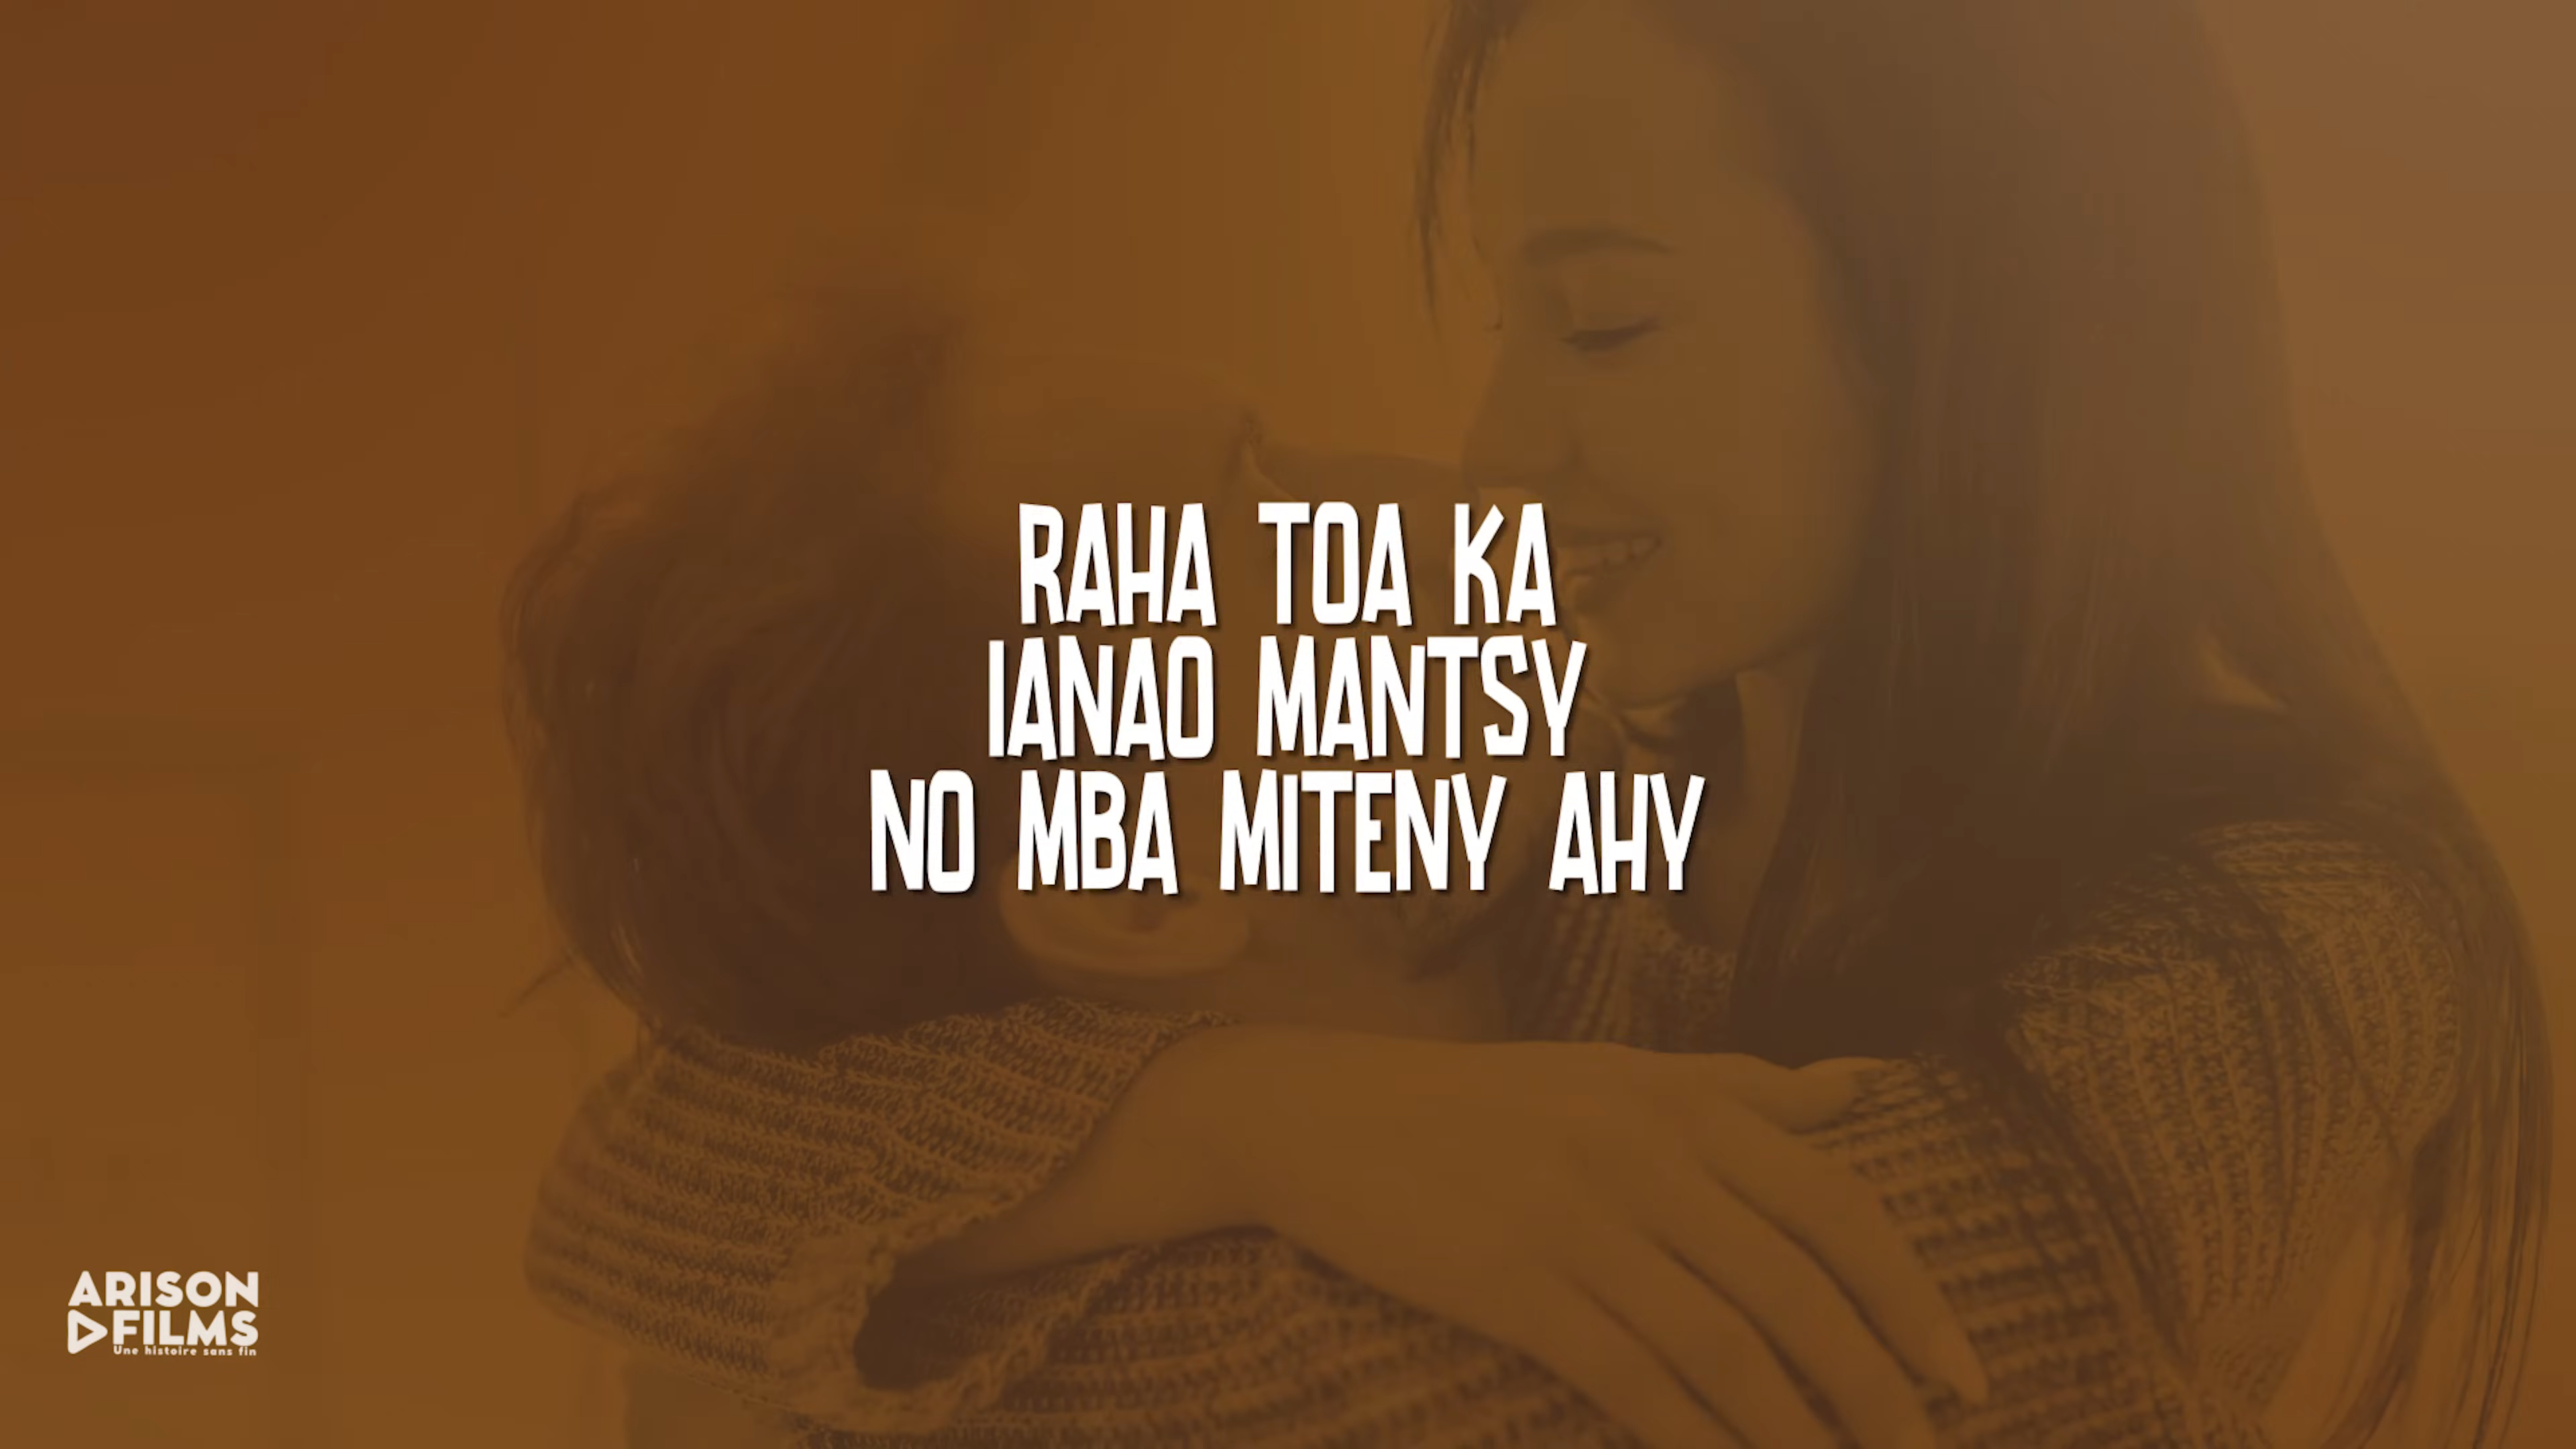 RAHA TOA KA
IANAO MANTSY
NO MBA MITENY AHY
ARISON
FILMS
Une histoire sans fin